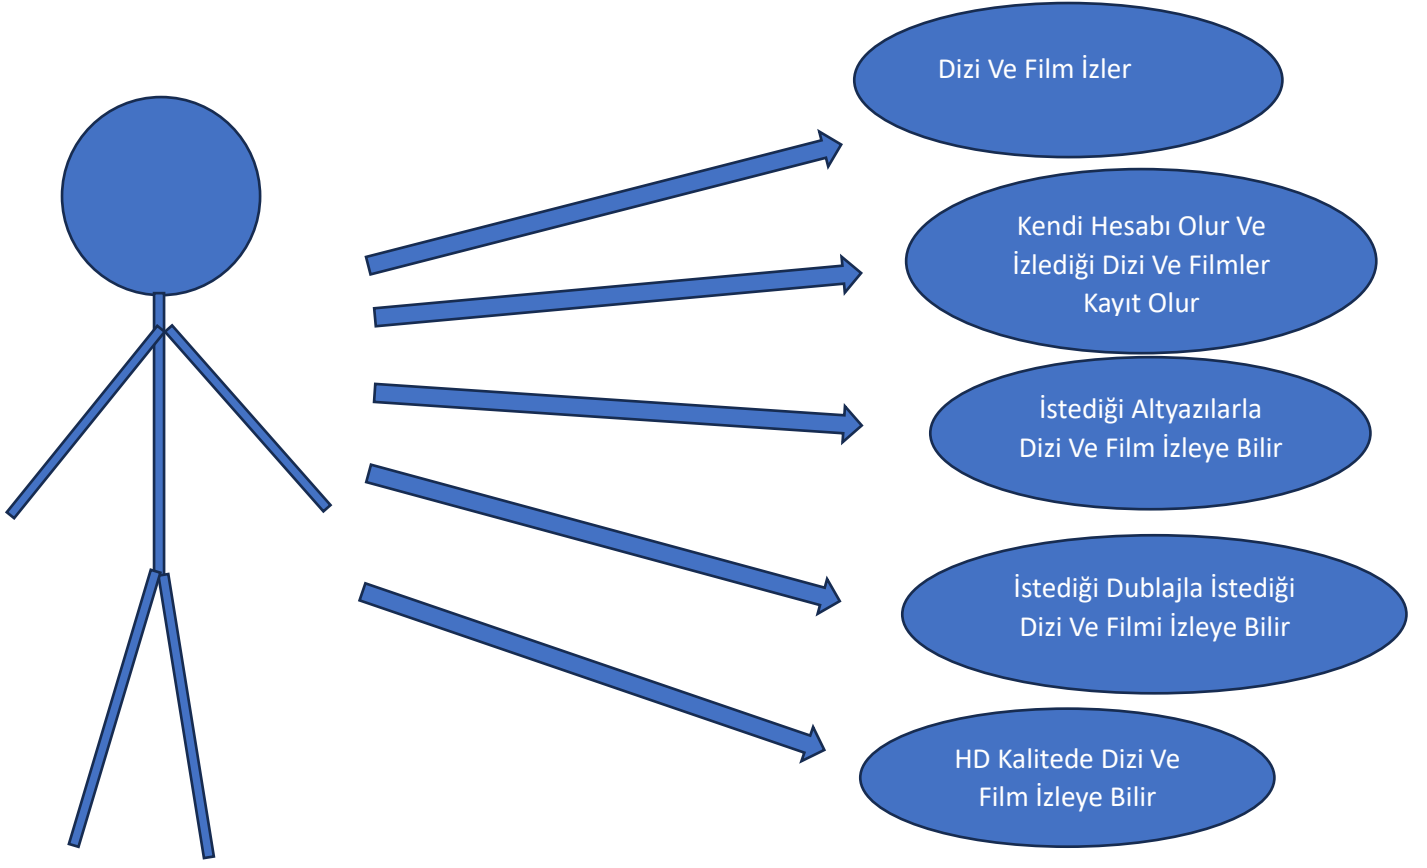 Dizi Ve Film İzler
Kendi Hesabı Olur Ve
İzlediği Dizi Ve Filmler
Kayıt Olur
İstediği Altyazılarla
Dizi Ve Film İzleye Bilir
İstediği Dublajla İstediği
Dizi Ve Filmi İzleye Bilir
HD Kalitede Dizi Ve
Film İzleye Bilir